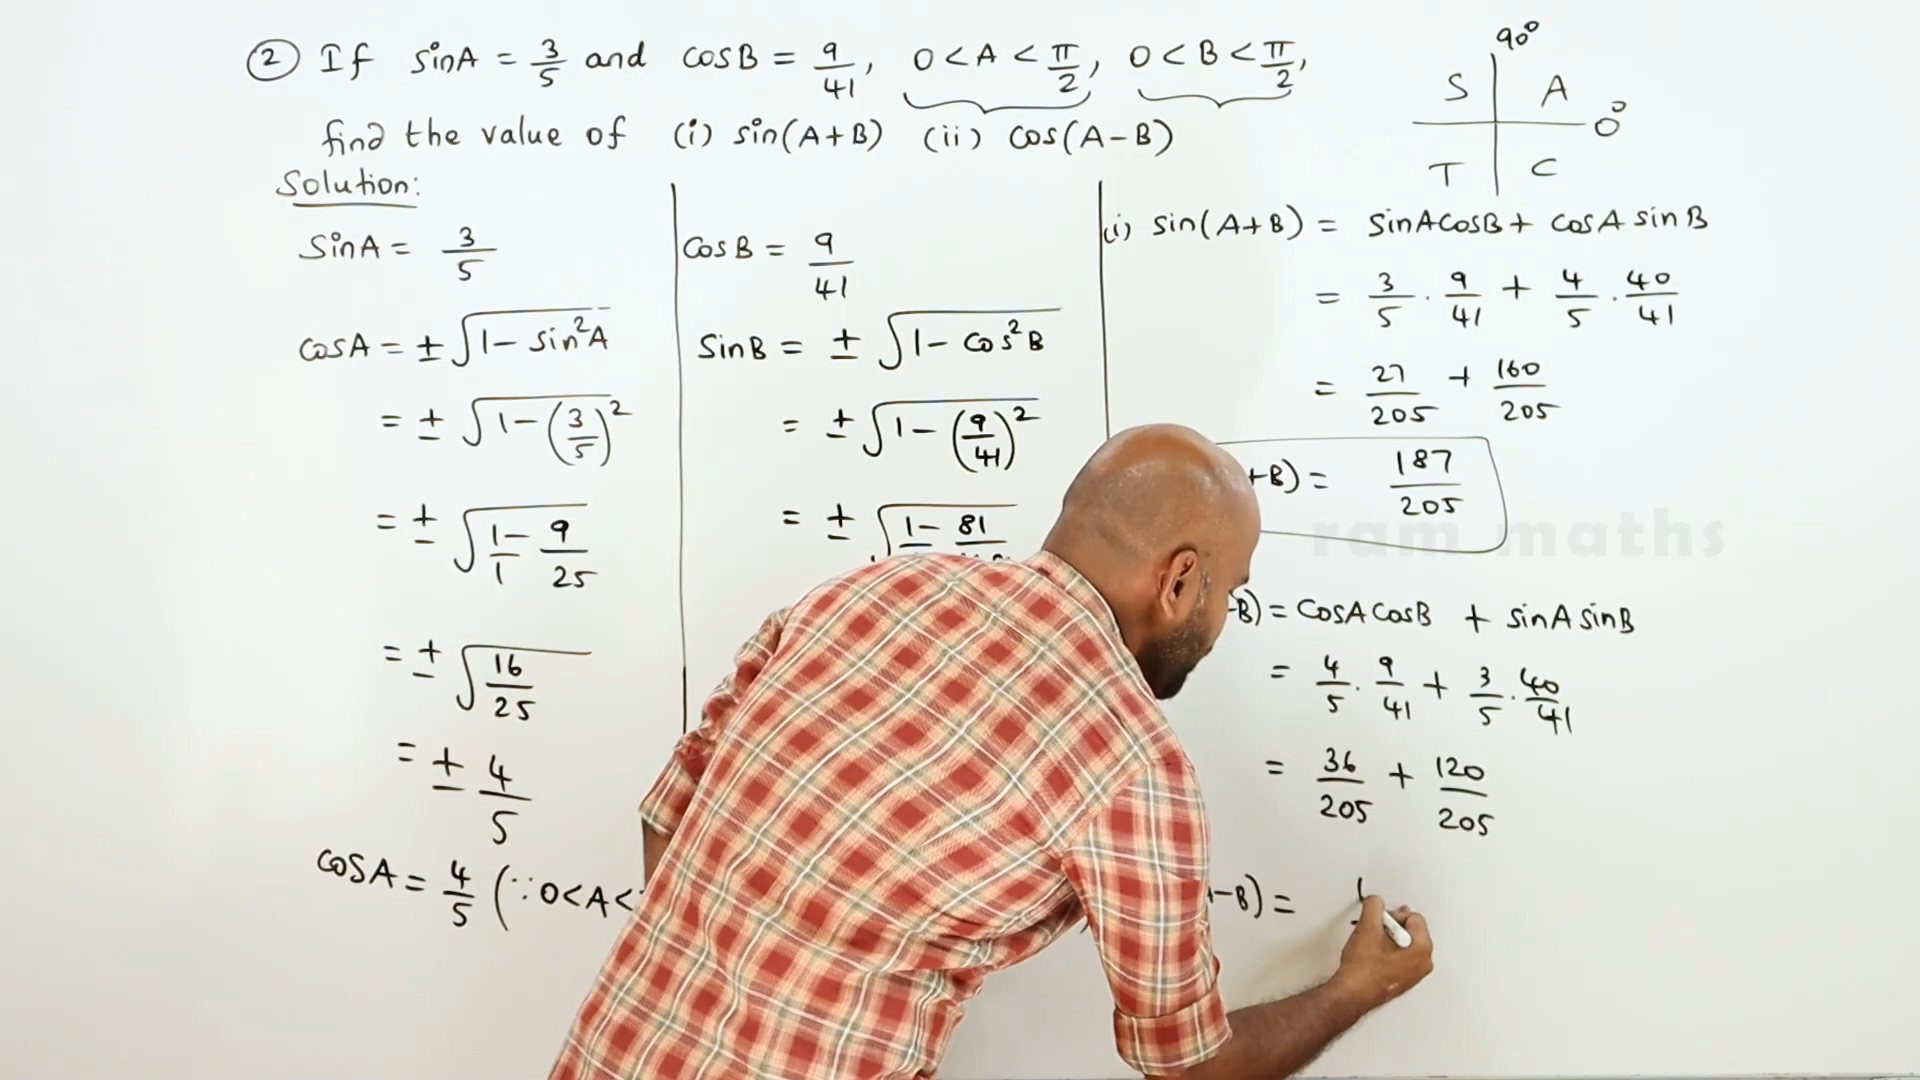 ② If sinA = 3/5 and cosB = 9/41, 0 < A < π/2, 0 < B < π/2,
find the value of (i) sin(A+B) (ii) cos(A−B)
90°
S A
0°
T C
Solution:
SinA = 3/5
cosA = ± √(1 − sin²A)
= ± √(1 − (3/5)²)
= ± √(1/1 − 9/25)
= ± √(16/25)
= ± 4/5
cosA = 4/5 (∵ 0<A<
CosB = 9/41
SinB = ± √(1 − Cos²B)
= ± √(1 − (9/41)²)
= ± √(1 − 81
(i) sin(A+B) = SinA cosB + cosA sinB
= 3/5 · 9/41 + 4/5 · 40/41
= 27/205 + 160/205
+B) = 187/205
ram maths
-B) = cosA cosB + sinA sinB
= 4/5 · 9/41 + 3/5 · 40/41
= 36/205 + 120/205
−B) = 1